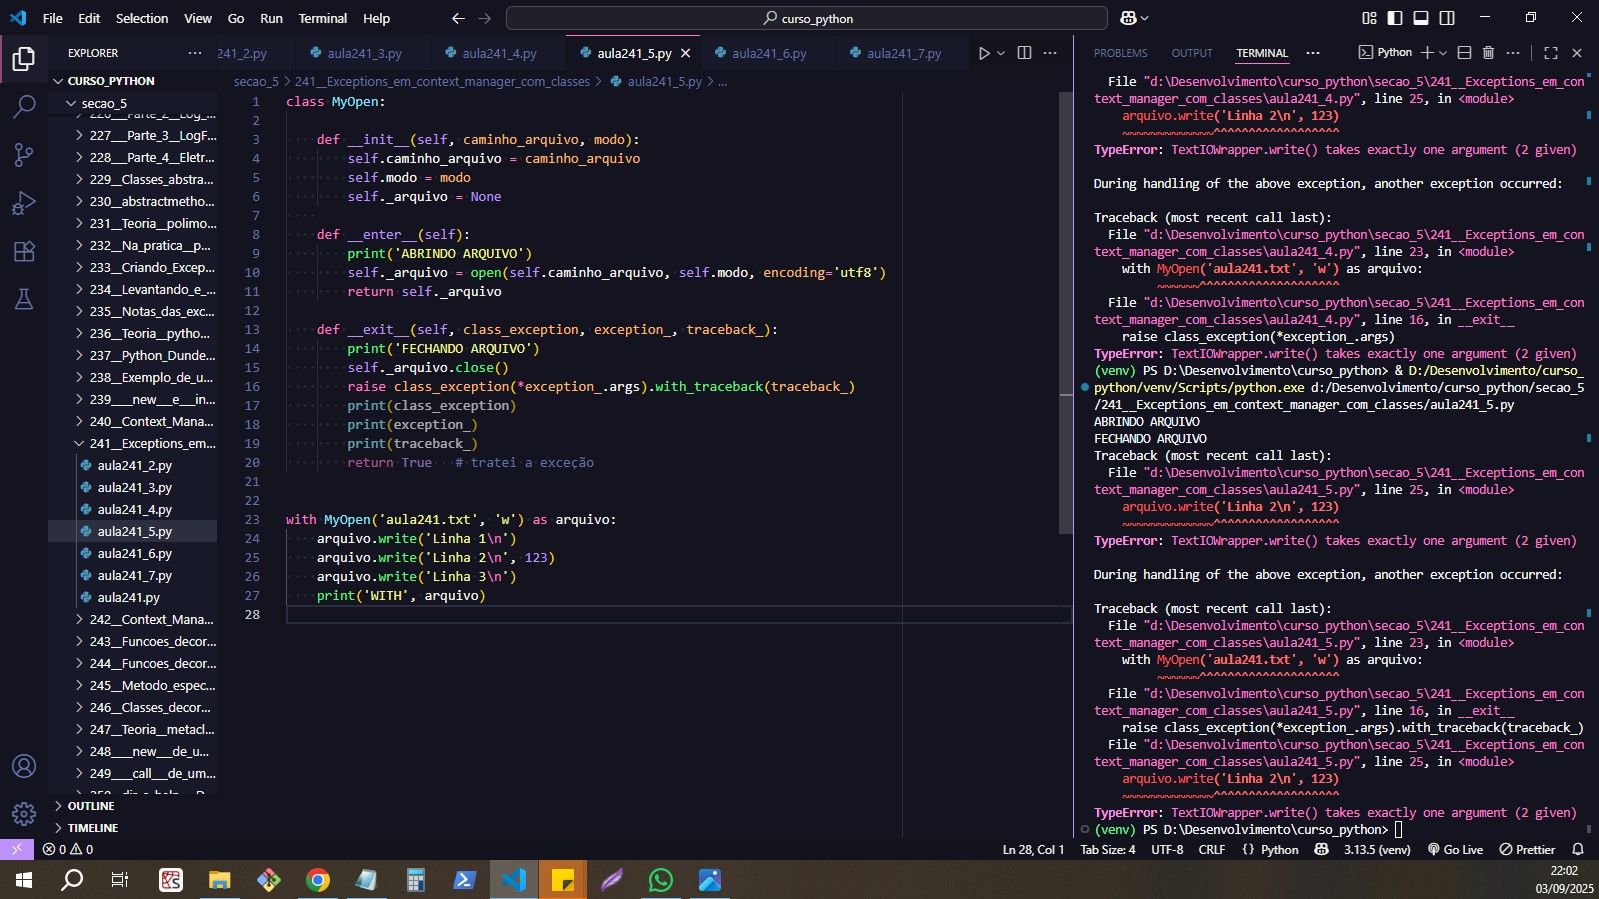 File Edit Selection View Go Run Terminal Help
curso_python
EXPLORER
CURSO_PYTHON
secao_5
227__Parte_3__LogF...
228__Parte_4__Eletr...
229__Classes_abstra...
230__abstractmetho...
231__Teoria__polimo...
232__Na_pratica__p...
233__Criando_Excep...
234__Levantando_e_...
235__Notas_das_exc...
236__Teoria__pytho...
237__Python_Dunde...
238__Exemplo_de_u...
239____new__e__in...
240__Context_Mana...
241__Exceptions_em...
aula241_2.py
aula241_3.py
aula241_4.py
aula241_5.py
aula241_6.py
aula241_7.py
aula241.py
242__Context_Mana...
243__Funcoes_decor...
244__Funcoes_decor...
245__Metodo_espec...
246__Classes_decor...
247__Teoria__metacl...
248____new__de_u...
249____call__de_um...
OUTLINE
TIMELINE
241_2.py aula241_3.py aula241_4.py aula241_5.py aula241_6.py aula241_7.py
secao_5 > 241__Exceptions_em_context_manager_com_classes > aula241_5.py > ...
1 class MyOpen:
2
3     def __init__(self, caminho_arquivo, modo):
4         self.caminho_arquivo = caminho_arquivo
5         self.modo = modo
6         self._arquivo = None
7
8     def __enter__(self):
9         print('ABRINDO ARQUIVO')
10         self._arquivo = open(self.caminho_arquivo, self.modo, encoding='utf8')
11         return self._arquivo
12
13     def __exit__(self, class_exception, exception_, traceback_):
14         print('FECHANDO ARQUIVO')
15         self._arquivo.close()
16         raise class_exception(*exception_.args).with_traceback(traceback_)
17         print(class_exception)
18         print(exception_)
19         print(traceback_)
20         return True   # tratei a exceção
21
22
23 with MyOpen('aula241.txt', 'w') as arquivo:
24     arquivo.write('Linha 1\n')
25     arquivo.write('Linha 2\n', 123)
26     arquivo.write('Linha 3\n')
27     print('WITH', arquivo)
28
PROBLEMS OUTPUT TERMINAL ... Python
File "d:\Desenvolvimento\curso_python\secao_5\241__Exceptions_em_con
text_manager_com_classes\aula241_4.py", line 25, in <module>
arquivo.write('Linha 2\n', 123)
~~~~~~~~~~~~~^^^^^^^^^^^^^^^^^^
TypeError: TextIOWrapper.write() takes exactly one argument (2 given)
During handling of the above exception, another exception occurred:
Traceback (most recent call last):
File "d:\Desenvolvimento\curso_python\secao_5\241__Exceptions_em_con
text_manager_com_classes\aula241_4.py", line 23, in <module>
with MyOpen('aula241.txt', 'w') as arquivo:
~~~~~~^^^^^^^^^^^^^^^^^^^^
File "d:\Desenvolvimento\curso_python\secao_5\241__Exceptions_em_con
text_manager_com_classes\aula241_4.py", line 16, in __exit__
raise class_exception(*exception_.args)
TypeError: TextIOWrapper.write() takes exactly one argument (2 given)
(venv) PS D:\Desenvolvimento\curso_python> & D:/Desenvolvimento/curso_
python/venv/Scripts/python.exe d:/Desenvolvimento/curso_python/secao_5
/241__Exceptions_em_context_manager_com_classes/aula241_5.py
ABRINDO ARQUIVO
FECHANDO ARQUIVO
Traceback (most recent call last):
File "d:\Desenvolvimento\curso_python\secao_5\241__Exceptions_em_con
text_manager_com_classes\aula241_5.py", line 25, in <module>
arquivo.write('Linha 2\n', 123)
~~~~~~~~~~~~~^^^^^^^^^^^^^^^^^^
TypeError: TextIOWrapper.write() takes exactly one argument (2 given)
During handling of the above exception, another exception occurred:
Traceback (most recent call last):
File "d:\Desenvolvimento\curso_python\secao_5\241__Exceptions_em_con
text_manager_com_classes\aula241_5.py", line 23, in <module>
with MyOpen('aula241.txt', 'w') as arquivo:
~~~~~~^^^^^^^^^^^^^^^^^^^^
File "d:\Desenvolvimento\curso_python\secao_5\241__Exceptions_em_con
text_manager_com_classes\aula241_5.py", line 16, in __exit__
raise class_exception(*exception_.args).with_traceback(traceback_)
File "d:\Desenvolvimento\curso_python\secao_5\241__Exceptions_em_con
text_manager_com_classes\aula241_5.py", line 25, in <module>
arquivo.write('Linha 2\n', 123)
~~~~~~~~~~~~~^^^^^^^^^^^^^^^^^^
TypeError: TextIOWrapper.write() takes exactly one argument (2 given)
(venv) PS D:\Desenvolvimento\curso_python>
0 0 Ln 28, Col 1 Tab Size: 4 UTF-8 CRLF {} Python 3.13.5 (venv) Go Live Prettier
22:02
03/09/2025